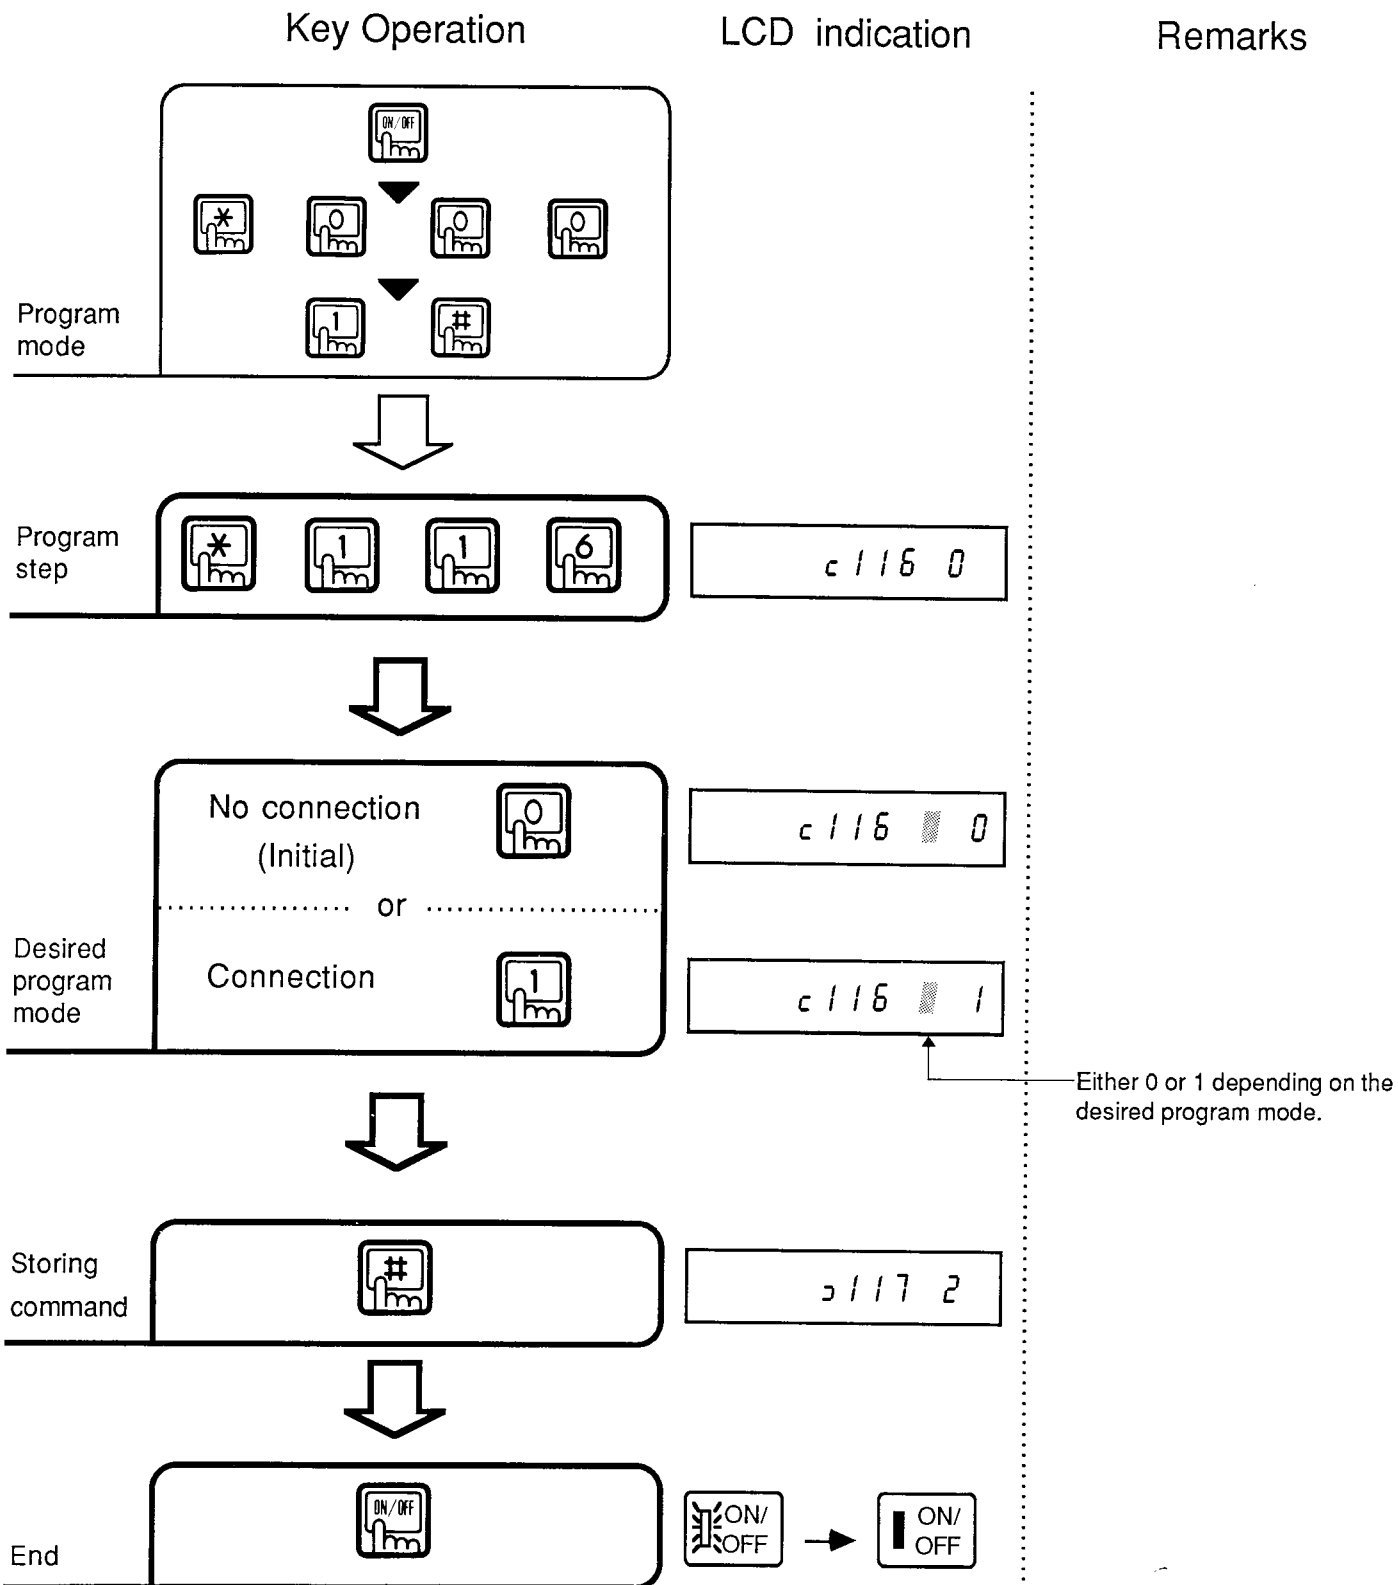 Key Operation LCD indication Remarks
ON/OFF
* 0 0 0
1 #
Program
mode
Program
step
* 1 1 6
c116 0
No connection
(Initial)
0
c116 0
or
Desired
program
mode
Connection
1
c116 1
Either 0 or 1 depending on the
desired program mode.
Storing
command
#
ɔ117 2
End
ON/OFF
ON/
OFF
ON/
OFF